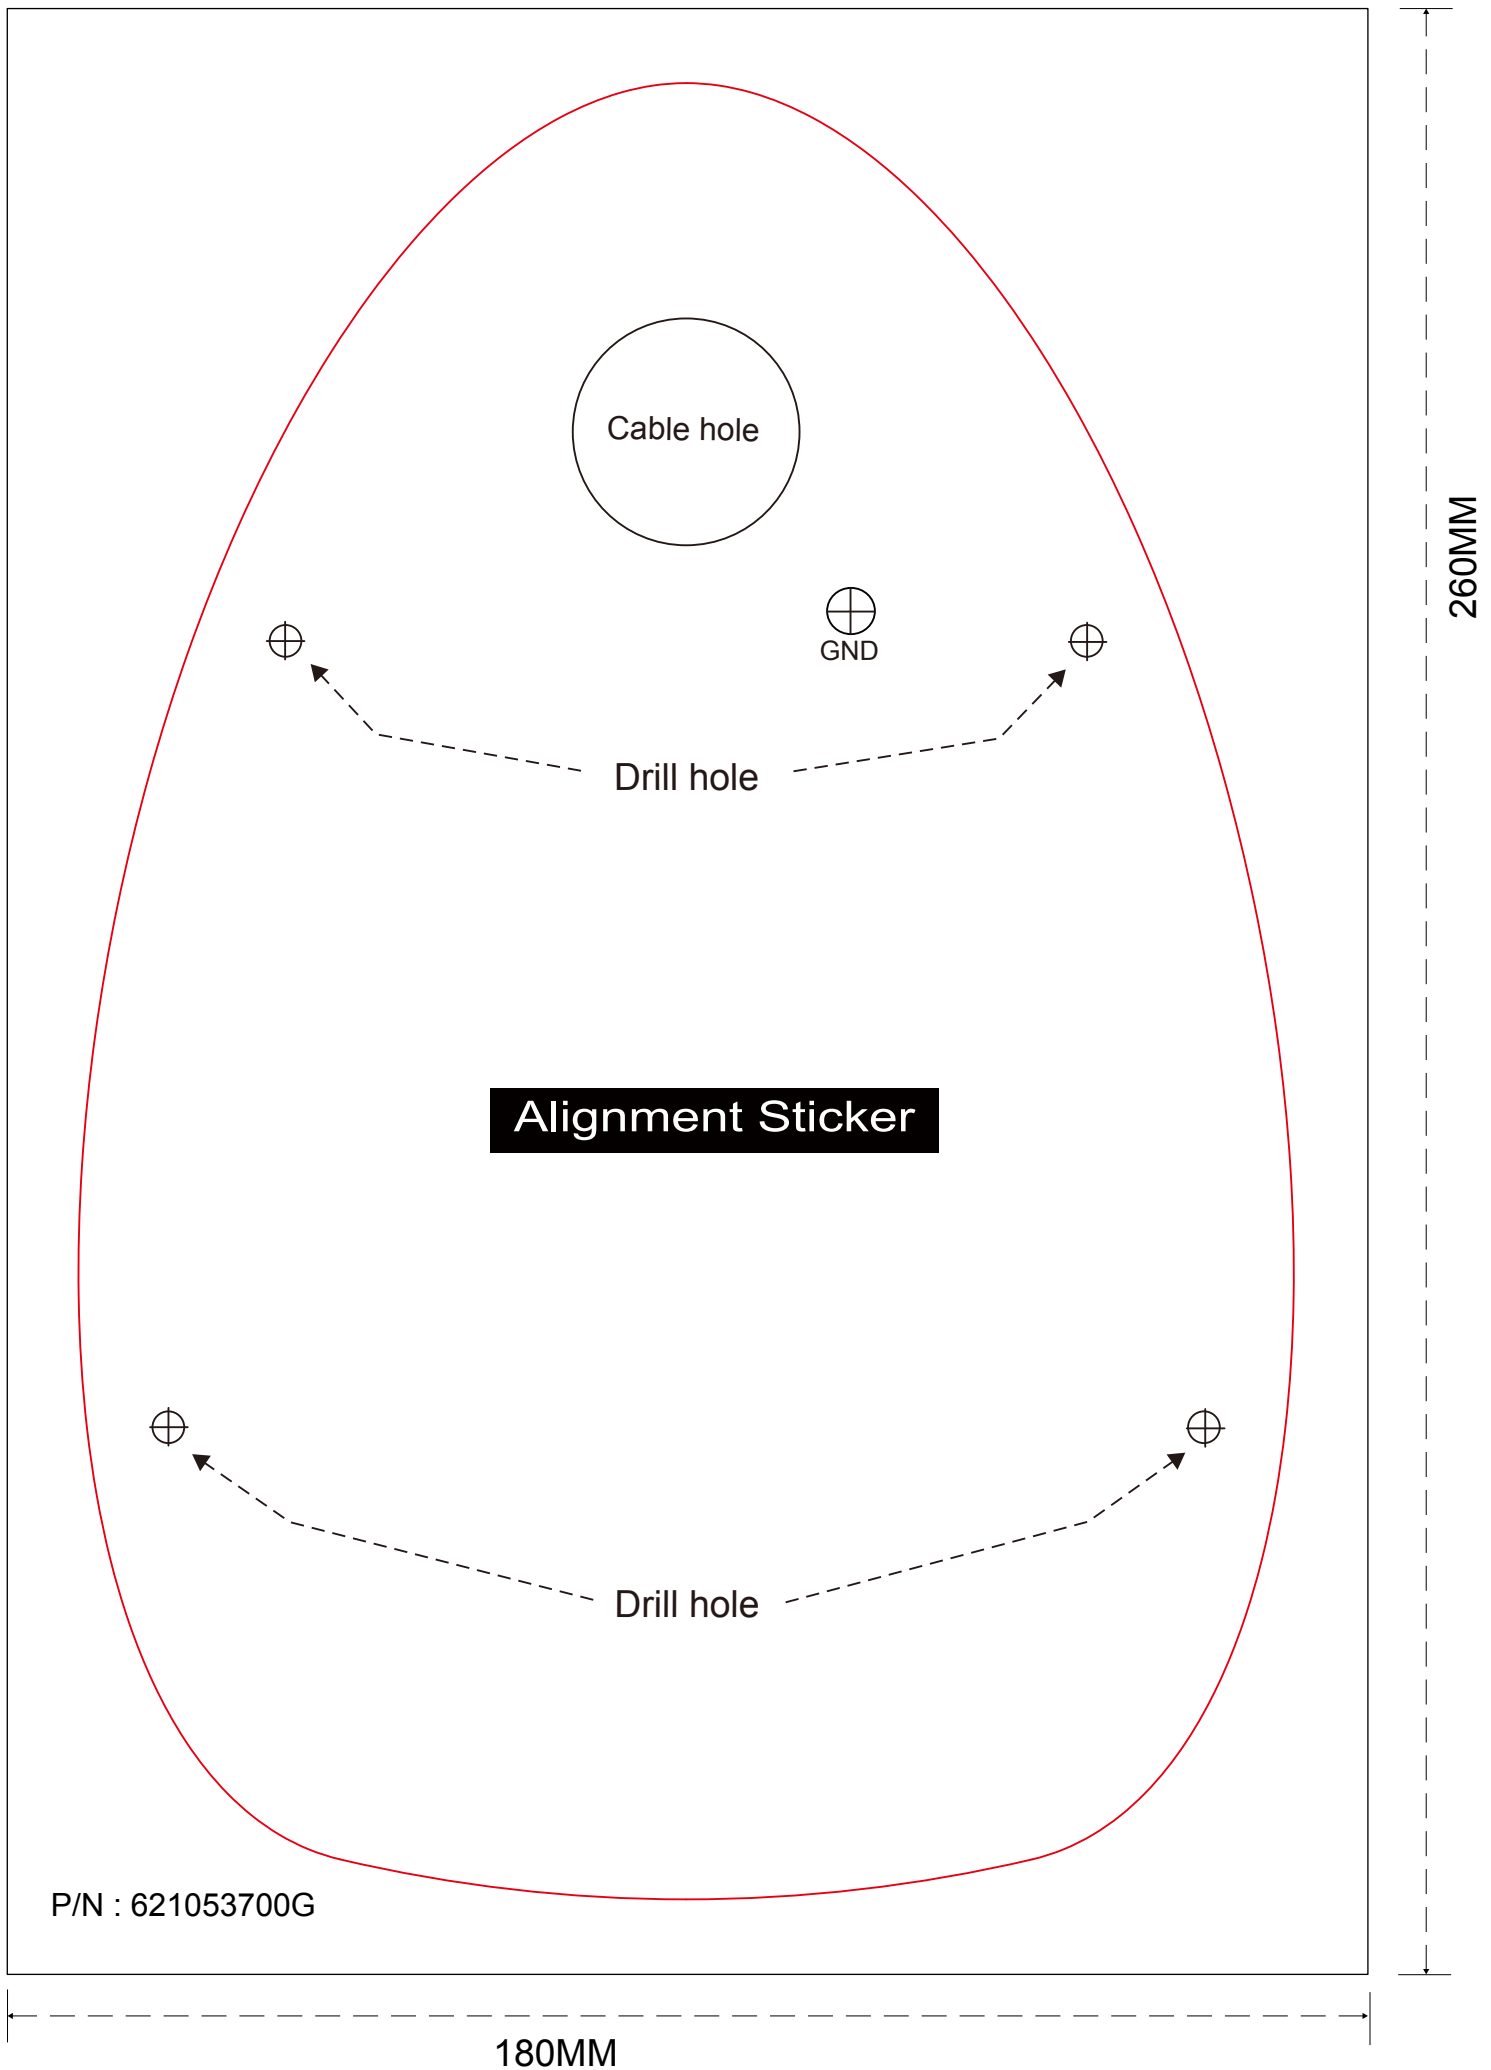 Cable hole
GND
Drill hole
260MM
Alignment Sticker
Drill hole
P/N : 621053700G
180MM